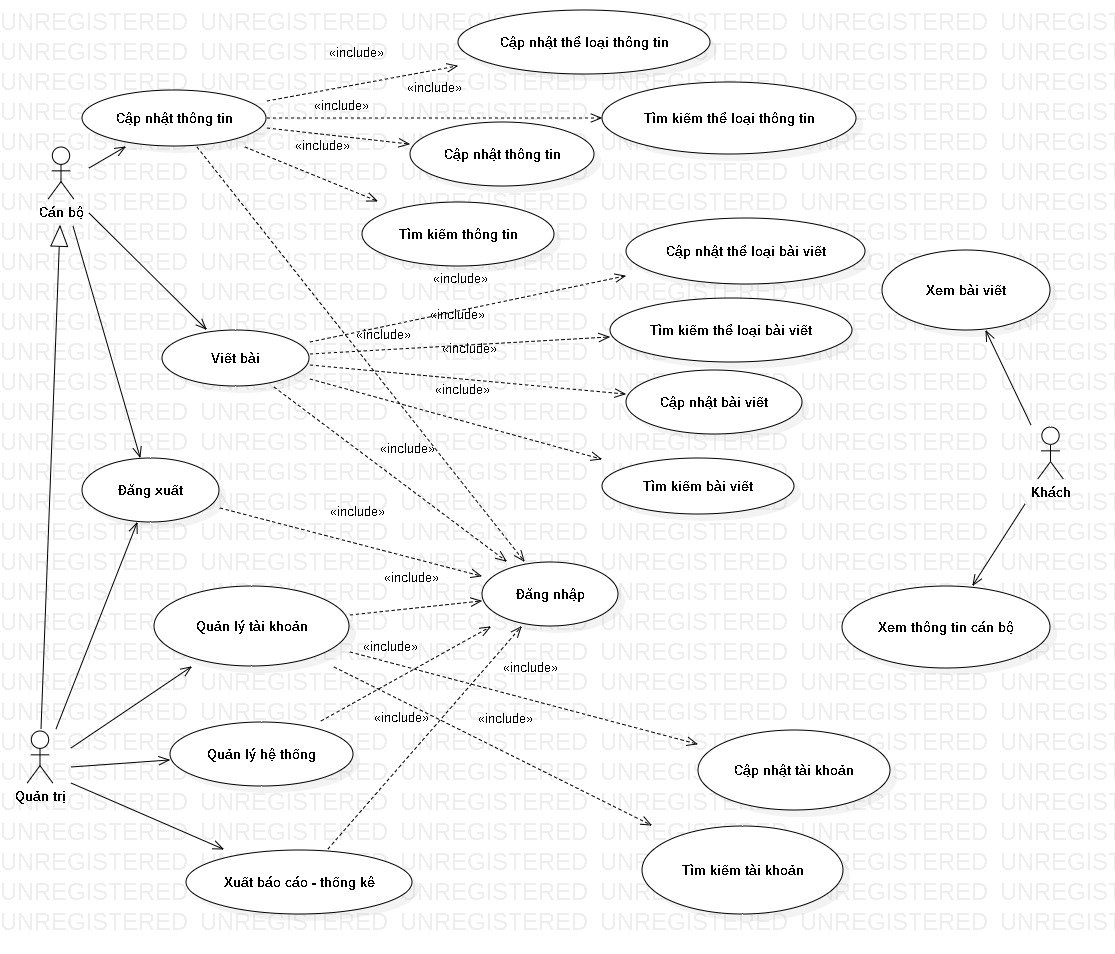 Cập nhật thể loại thông tin
«include»
«include»
«include»
Cập nhật thông tin
Tìm kiếm thể loại thông tin
«include»
Cập nhật thông tin
Cán bộ
Tìm kiếm thông tin
Cập nhật thể loại bài viết
«include»
Xem bài viết
«include»
Tìm kiếm thể loại bài viết
«include»
«include»
Viết bài
«include»
Cập nhật bài viết
«include»
Tìm kiếm bài viết
Khách
Đăng xuất
«include»
«include»
Đăng nhập
Quản lý tài khoản
Xem thông tin cán bộ
«include»
«include»
«include»
«include»
Quản lý hệ thống
Cập nhật tài khoản
Quản trị
Tìm kiếm tài khoản
Xuất báo cáo - thống kê
UNREGISTERED